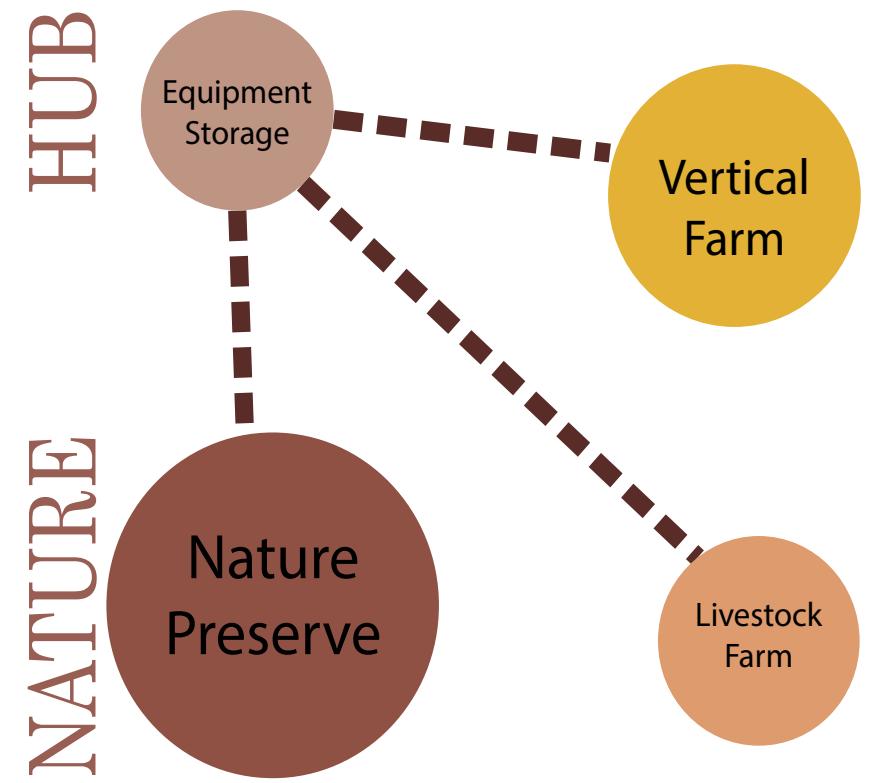 HUB
Equipment
Storage
Vertical
Farm
NATURE
Nature
Preserve
Livestock
Farm